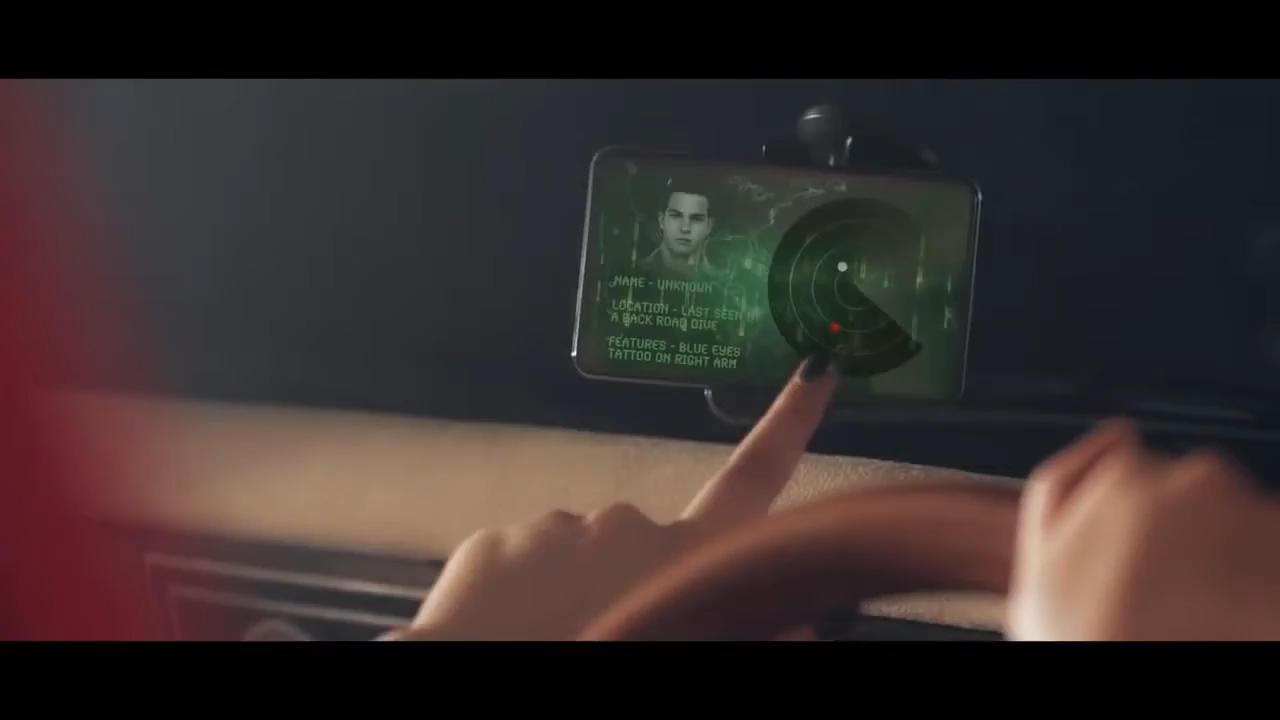 NAME - UNKNOWN
LOCATION - LAST SEEN
A BACK ROAD DIVE
FEATURES - BLUE EYES
TATTOO ON RIGHT ARM